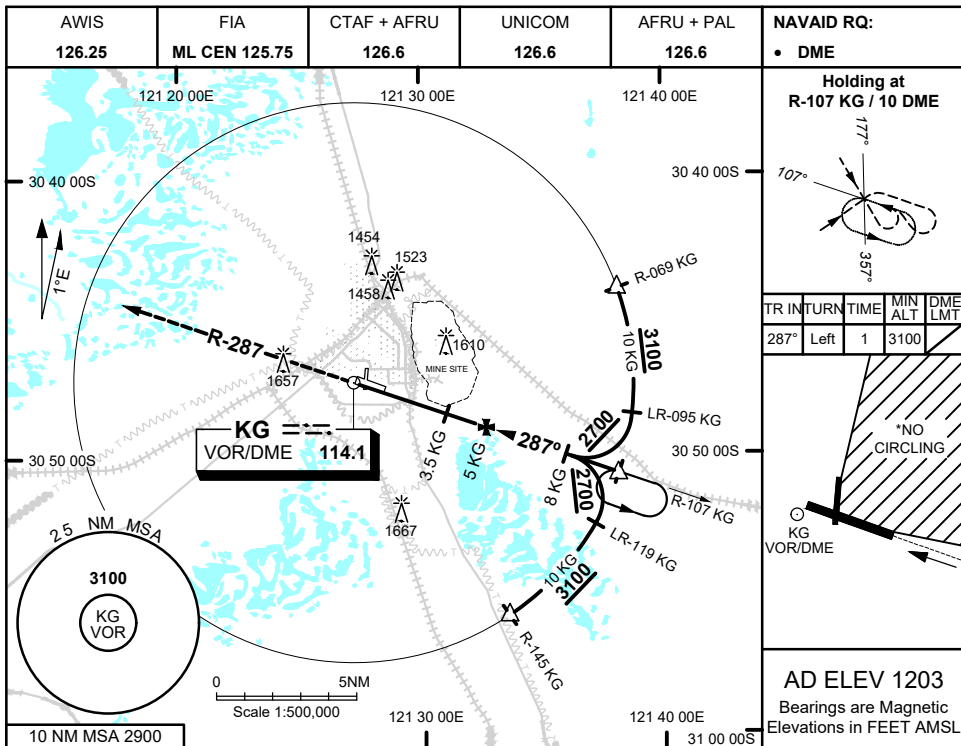 AWIS
126.25
FIA
ML CEN 125.75
CTAF + AFRU
126.6
UNICOM
126.6
AFRU + PAL
126.6
NAVAID RQ:
• DME
121 20 00E
121 30 00E
121 40 00E
30 40 00S
30 40 00S
1°E
1454
1523
1458
1610
MINE SITE
1657
R-287
R-069 KG
3100
10 KG
LR-095 KG
2700
287º
KG
VOR/DME 114.1
3.5 KG
5 KG
8 KG
2700
R-107 KG
LR-119 KG
30 50 00S
30 50 00S
1667
10 KG
3100
R-145 KG
25 NM MSA
3100
KG
VOR
0 5NM
Scale 1:500,000
10 NM MSA 2900
121 30 00E
121 40 00E
31 00 00S
Holding at
R-107 KG / 10 DME
177°
107°
357°
TR IN TURN TIME MIN ALT DME LMT
287° Left 1 3100
*NO
CIRCLING
KG
VOR/DME
AD ELEV 1203
Bearings are Magnetic
Elevations in FEET AMSL